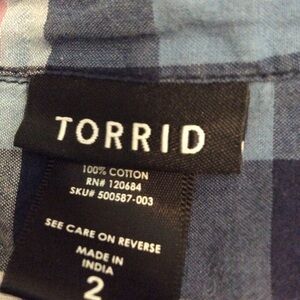 TORRID
100% COTTON
RN# 120684
SKU# 500587-003
SEE CARE ON REVERSE
MADE IN
INDIA
2